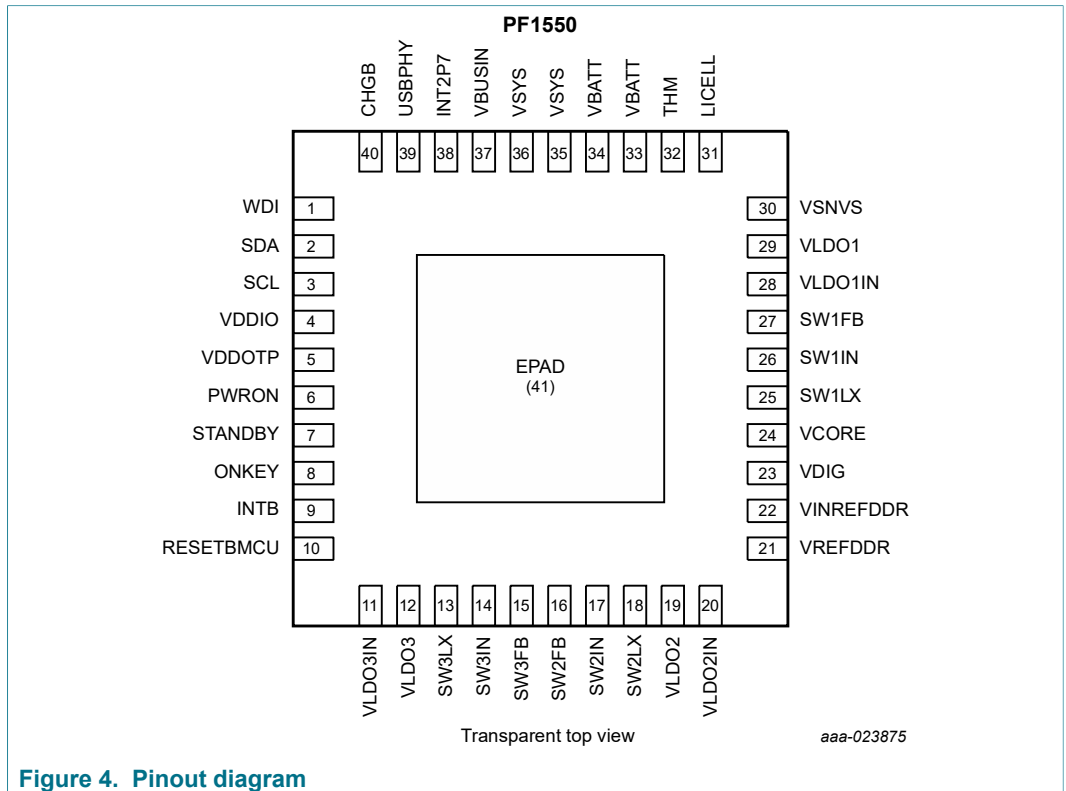 PF1550
CHGB
USBPHY
INT2P7
VBUSIN
VSYS
VSYS
VBATT
VBATT
THM
LICELL
40 39 38 37 36 35 34 33 32 31
WDI 1
SDA 2
SCL 3
VDDIO 4
VDDOTP 5
PWRON 6
STANDBY 7
ONKEY 8
INTB 9
RESETBMCU 10
EPAD
(41)
30 VSNVS
29 VLDO1
28 VLDO1IN
27 SW1FB
26 SW1IN
25 SW1LX
24 VCORE
23 VDIG
22 VINREFDDR
21 VREFDDR
11 12 13 14 15 16 17 18 19 20
VLDO3IN
VLDO3
SW3LX
SW3IN
SW3FB
SW2FB
SW2IN
SW2LX
VLDO2
VLDO2IN
Transparent top view
aaa-023875
Figure 4. Pinout diagram